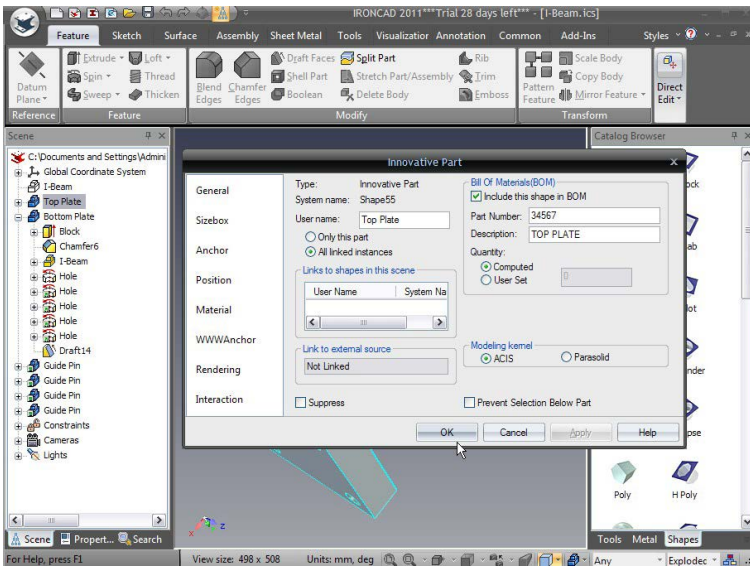 IRONCAD 2011***Trial 28 days left*** - [I-Beam.ics]
Feature Sketch Surface Assembly Sheet Metal Tools Visualizatior Annotation Common Add-Ins Styles
Datum Plane
Extrude
Spin
Sweep
Loft
Thread
Thicken
Blend Edges
Chamfer Edges
Draft Faces
Shell Part
Boolean
Split Part
Stretch Part/Assembly
Delete Body
Rib
Trim
Emboss
Pattern Feature
Scale Body
Copy Body
Mirror Feature
Direct Edit
Reference Feature Modify Transform
Scene
C:\Documents and Settings\Admini
Global Coordinate System
I-Beam
Top Plate
Bottom Plate
Block
Chamfer6
I-Beam
Hole
Hole
Hole
Hole
Hole
Draft14
Guide Pin
Guide Pin
Guide Pin
Guide Pin
Constraints
Cameras
Lights
Scene Propert... Search
Innovative Part
X
General
Sizebox
Anchor
Position
Material
WWWAnchor
Rendering
Interaction
Type: Innovative Part
System name: Shape55
User name: Top Plate
Only this part
All linked instances
Links to shapes in this scene
User Name System Na
Link to external source
Not Linked
Suppress
Bill Of Materials(BOM)
Include this shape in BOM
Part Number: 34567
Description: TOP PLATE
Quantity:
Computed
User Set
0
Modeling kernel
ACIS Parasolid
Prevent Selection Below Part
OK Cancel Apply Help
x z
Catalog Browser
ock
ab
lot
nder
pse
Poly H Poly
Tools Metal Shapes
For Help, press F1 View size: 498 x 508 Units: mm, deg Any Explodec